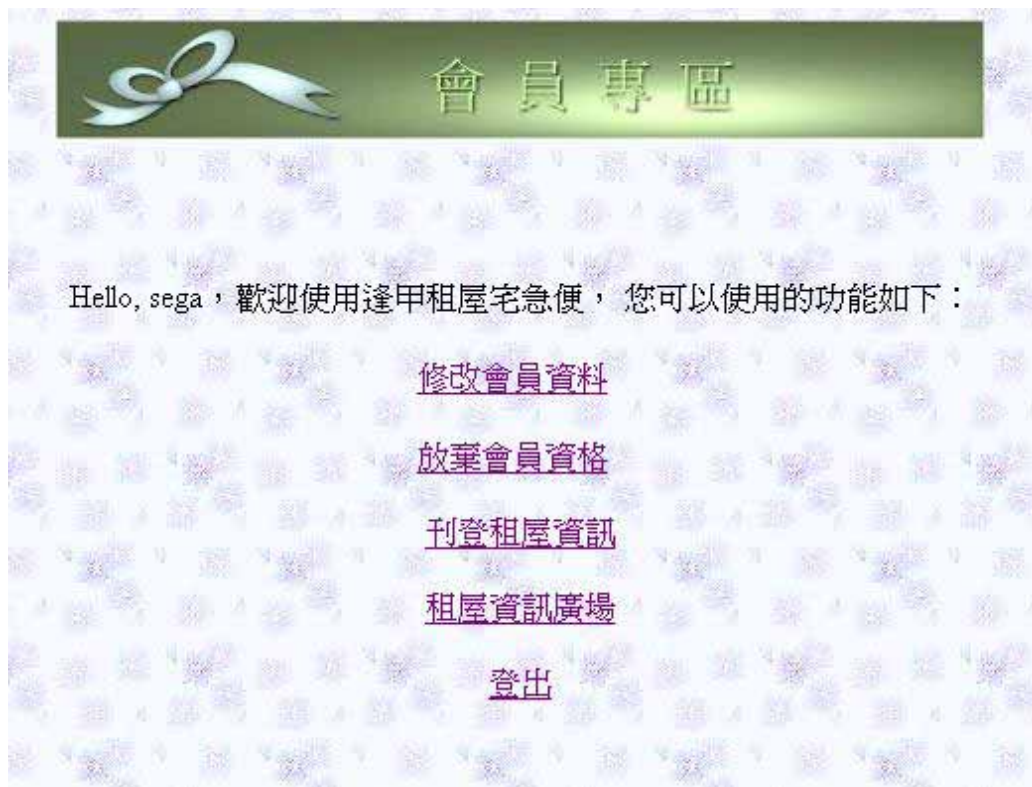 會員專區
Hello, sega，歡迎使用逢甲租屋宅急便， 您可以使用的功能如下：
修改會員資料
放棄會員資格
刊登租屋資訊
租屋資訊廣場
登出